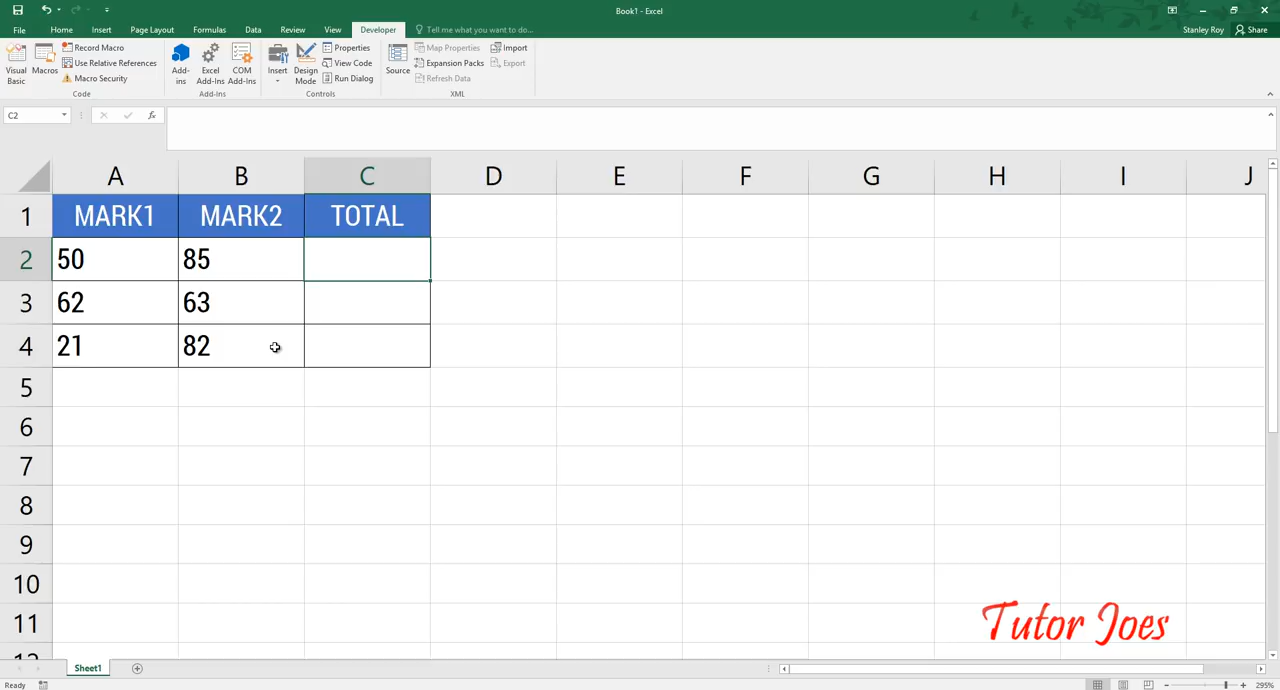 Book1 - Excel
File Home Insert Page Layout Formulas Data Review View Developer Tell me what you want to do... Stanley Roy Share
Visual Basic
Macros
Record Macro
Use Relative References
Macro Security
Code
Add-ins
Excel Add-Ins
COM Add-Ins
Add-Ins
Insert
Design Mode
Properties
View Code
Run Dialog
Controls
Source
Map Properties
Expansion Packs
Refresh Data
Import
Export
XML
C2 fx
A B C D E F G H I J
1 MARK1 MARK2 TOTAL
2 50 85
3 62 63
4 21 82
5
6
7
8
9
10
11
12
Tutor Joes
Sheet1
Ready 295%